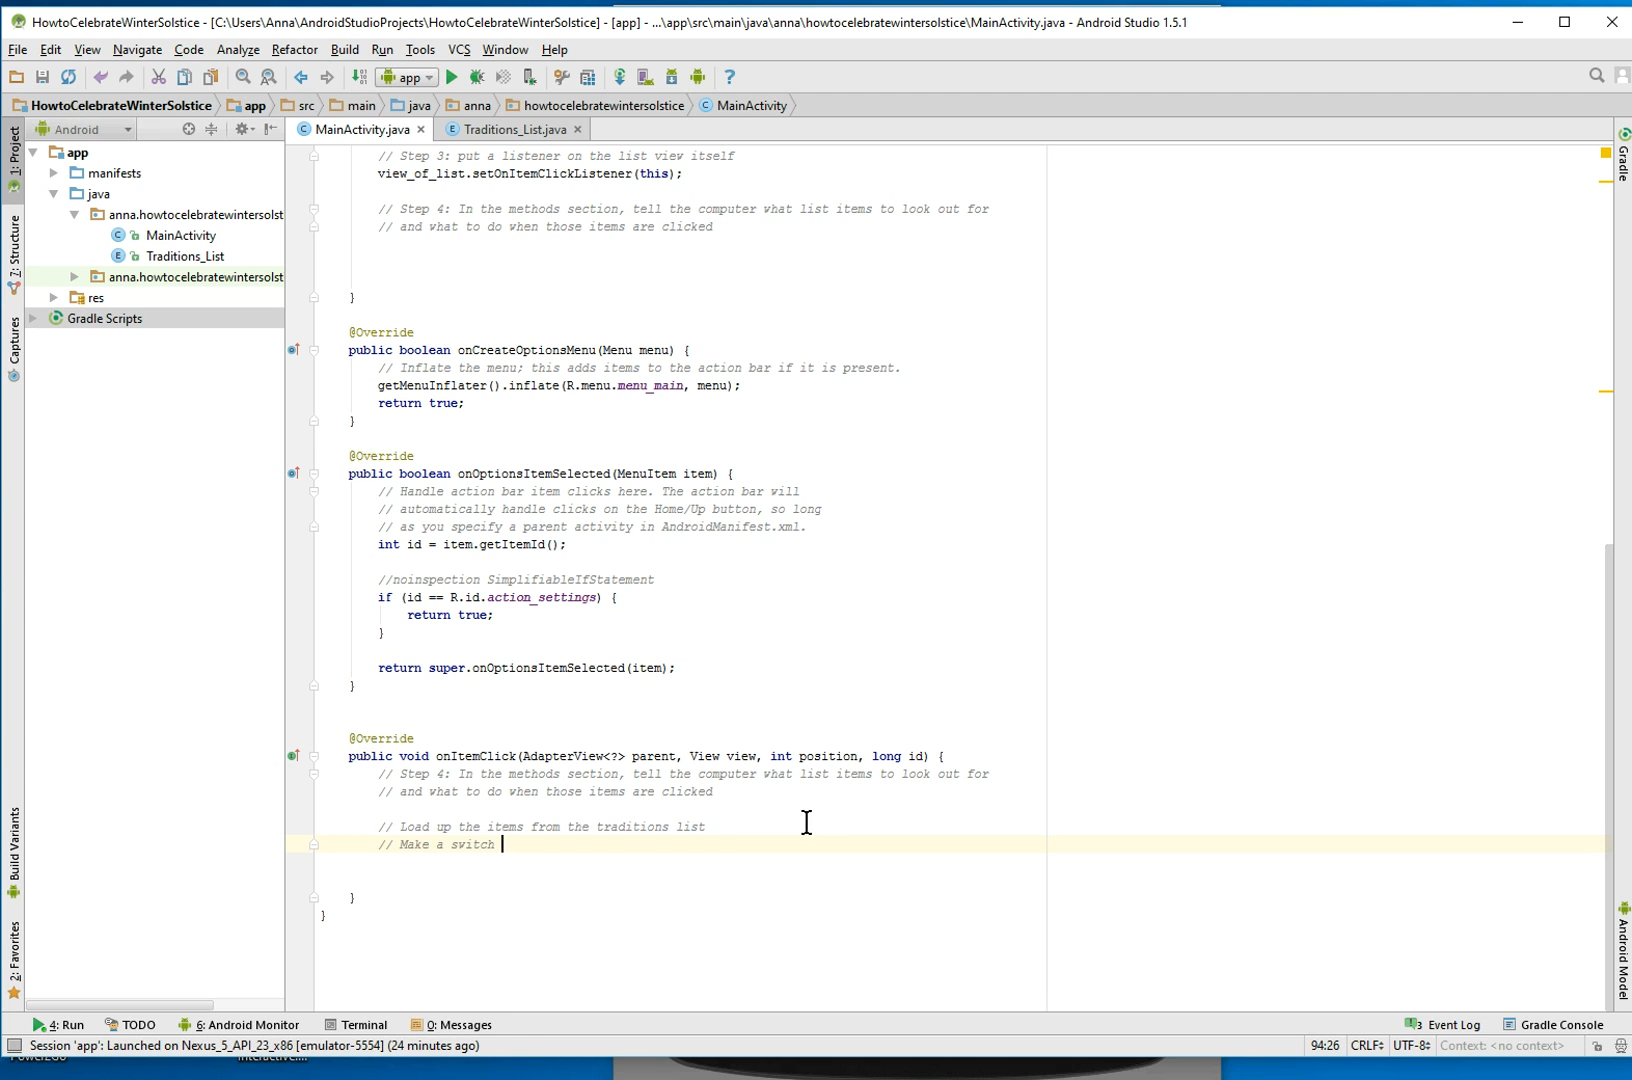 HowtoCelebrateWinterSolstice - [C:\Users\Anna\AndroidStudioProjects\HowtoCelebrateWinterSolstice] - [app] - ...\app\src\main\java\anna\howtocelebratewintersolstice\MainActivity.java - Android Studio 1.5.1
File Edit View Navigate Code Analyze Refactor Build Run Tools VCS Window Help
app
HowtoCelebrateWinterSolstice app src main java anna howtocelebratewintersolstice MainActivity
Android MainActivity.java Traditions_List.java
1: Project
7: Structure
Captures
Build Variants
2: Favorites
app
manifests
java
anna.howtocelebratewintersolst
MainActivity
Traditions_List
anna.howtocelebratewintersolst
res
Gradle Scripts
// Step 3: put a listener on the list view itself
view_of_list.setOnItemClickListener(this);
// Step 4: In the methods section, tell the computer what list items to look out for
// and what to do when those items are clicked
}
@Override
public boolean onCreateOptionsMenu(Menu menu) {
// Inflate the menu; this adds items to the action bar if it is present.
getMenuInflater().inflate(R.menu.menu_main, menu);
return true;
}
@Override
public boolean onOptionsItemSelected(MenuItem item) {
// Handle action bar item clicks here. The action bar will
// automatically handle clicks on the Home/Up button, so long
// as you specify a parent activity in AndroidManifest.xml.
int id = item.getItemId();
//noinspection SimplifiableIfStatement
if (id == R.id.action_settings) {
return true;
}
return super.onOptionsItemSelected(item);
}
@Override
public void onItemClick(AdapterView<?> parent, View view, int position, long id) {
// Step 4: In the methods section, tell the computer what list items to look out for
// and what to do when those items are clicked
// Load up the items from the traditions list
// Make a switch
}
}
Gradle
Android Model
4: Run TODO 6: Android Monitor Terminal 0: Messages 3 Event Log Gradle Console
Session 'app': Launched on Nexus_5_API_23_x86 [emulator-5554] (24 minutes ago) 94:26 CRLF UTF-8 Context: <no context>